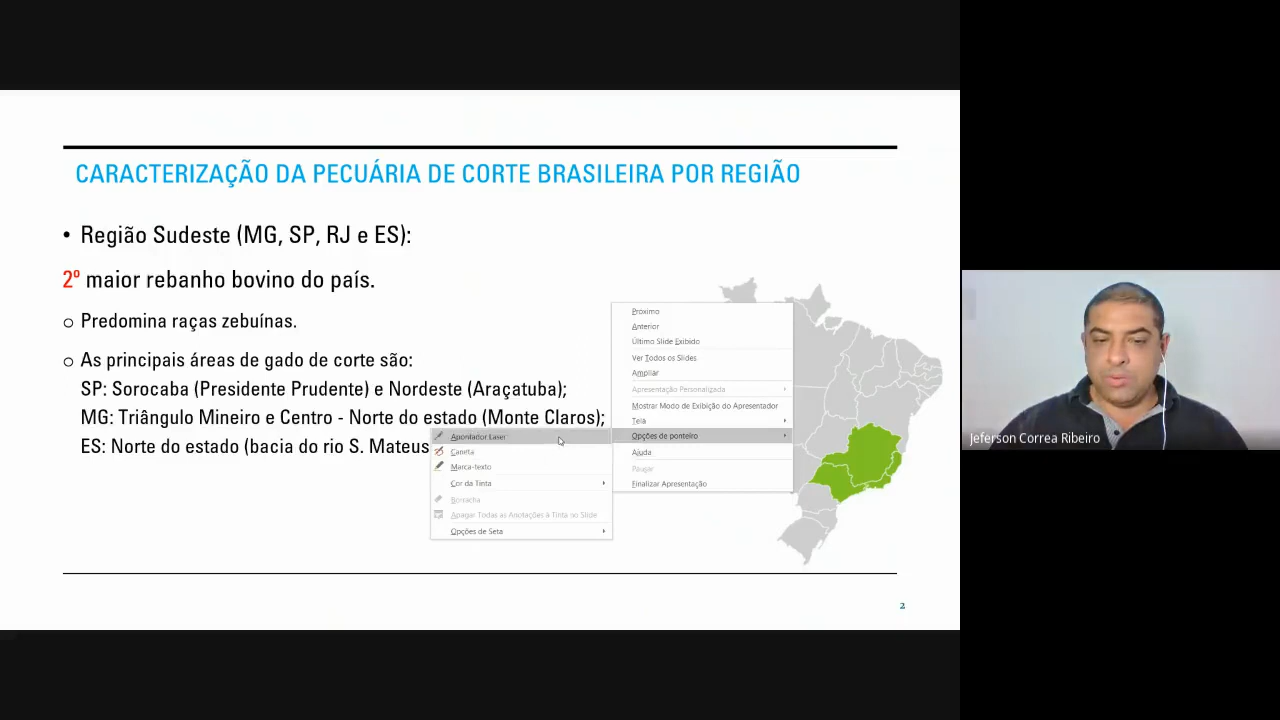 CARACTERIZAÇÃO DA PECUÁRIA DE CORTE BRASILEIRA POR REGIÃO
• Região Sudeste (MG, SP, RJ e ES):
2º maior rebanho bovino do país.
o Predomina raças zebuínas.
o As principais áreas de gado de corte são:
SP: Sorocaba (Presidente Prudente) e Nordeste (Araçatuba);
MG: Triângulo Mineiro e Centro - Norte do estado (Monte Claros);
ES: Norte do estado (bacia do rio S. Mateus
Próximo
Anterior
Último Slide Exibido
Ver Todos os Slides
Ampliar
Apresentação Personalizada
Mostrar Modo de Exibição do Apresentador
Tela
Opções de ponteiro
Ajuda
Pausar
Finalizar Apresentação
Apontador Laser
Caneta
Marca-texto
Cor da Tinta
Borracha
Apagar Todas as Anotações à Tinta no Slide
Opções de Seta
2
Jeferson Correa Ribeiro